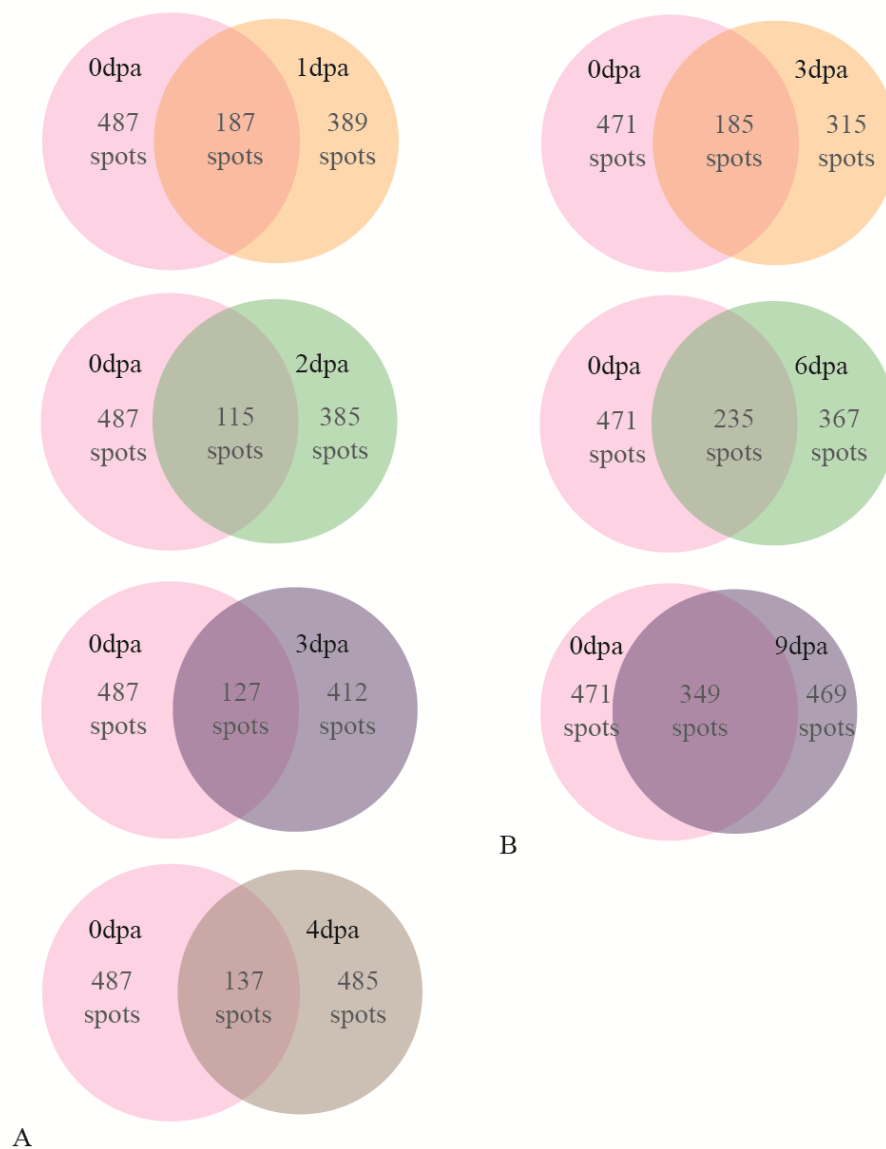 0dpa 1dpa
487 187 389
spots spots spots
0dpa 2dpa
487 115 385
spots spots spots
0dpa 3dpa
487 127 412
spots spots spots
0dpa 4dpa
487 137 485
spots spots spots
A
0dpa 3dpa
471 185 315
spots spots spots
0dpa 6dpa
471 235 367
spots spots spots
0dpa 9dpa
471 349 469
spots spots spots
B